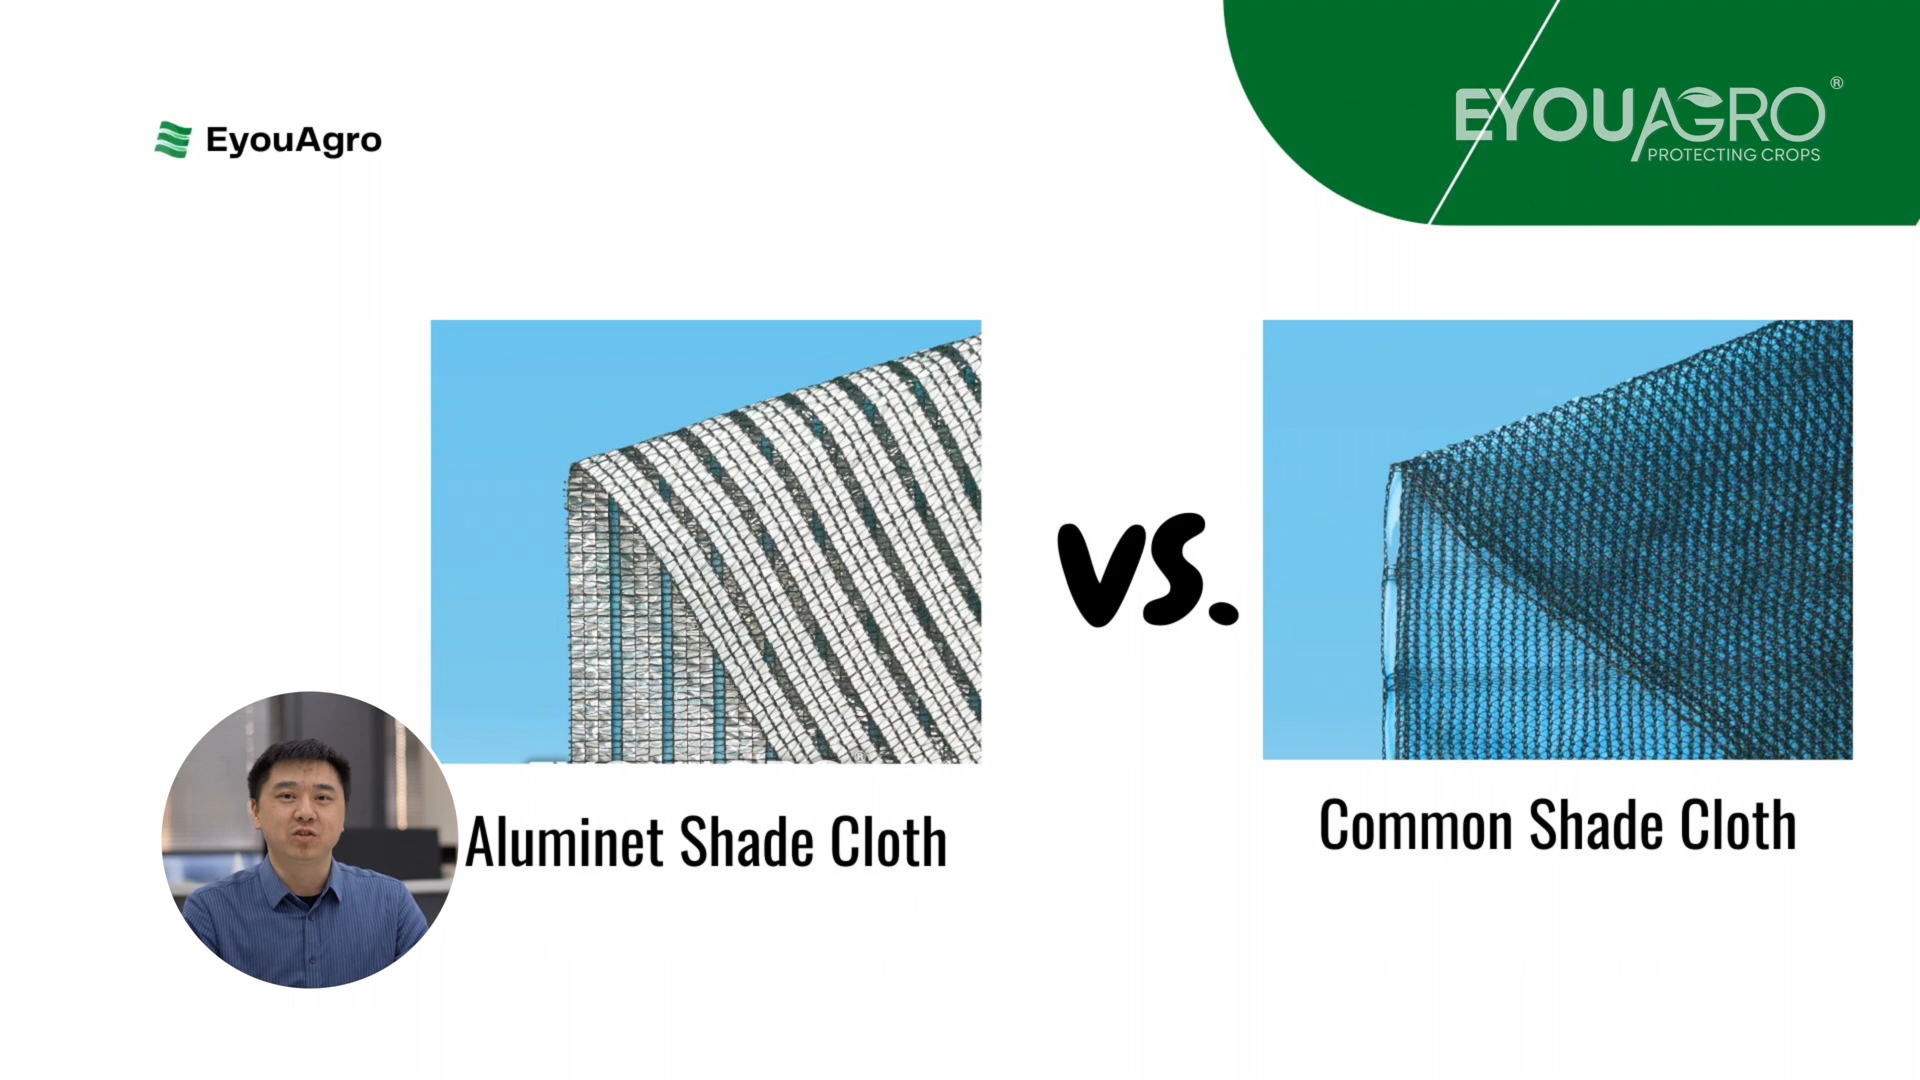 EyouAgro
EYOUAGRO®
PROTECTING CROPS
vs.
Aluminet Shade Cloth
Common Shade Cloth